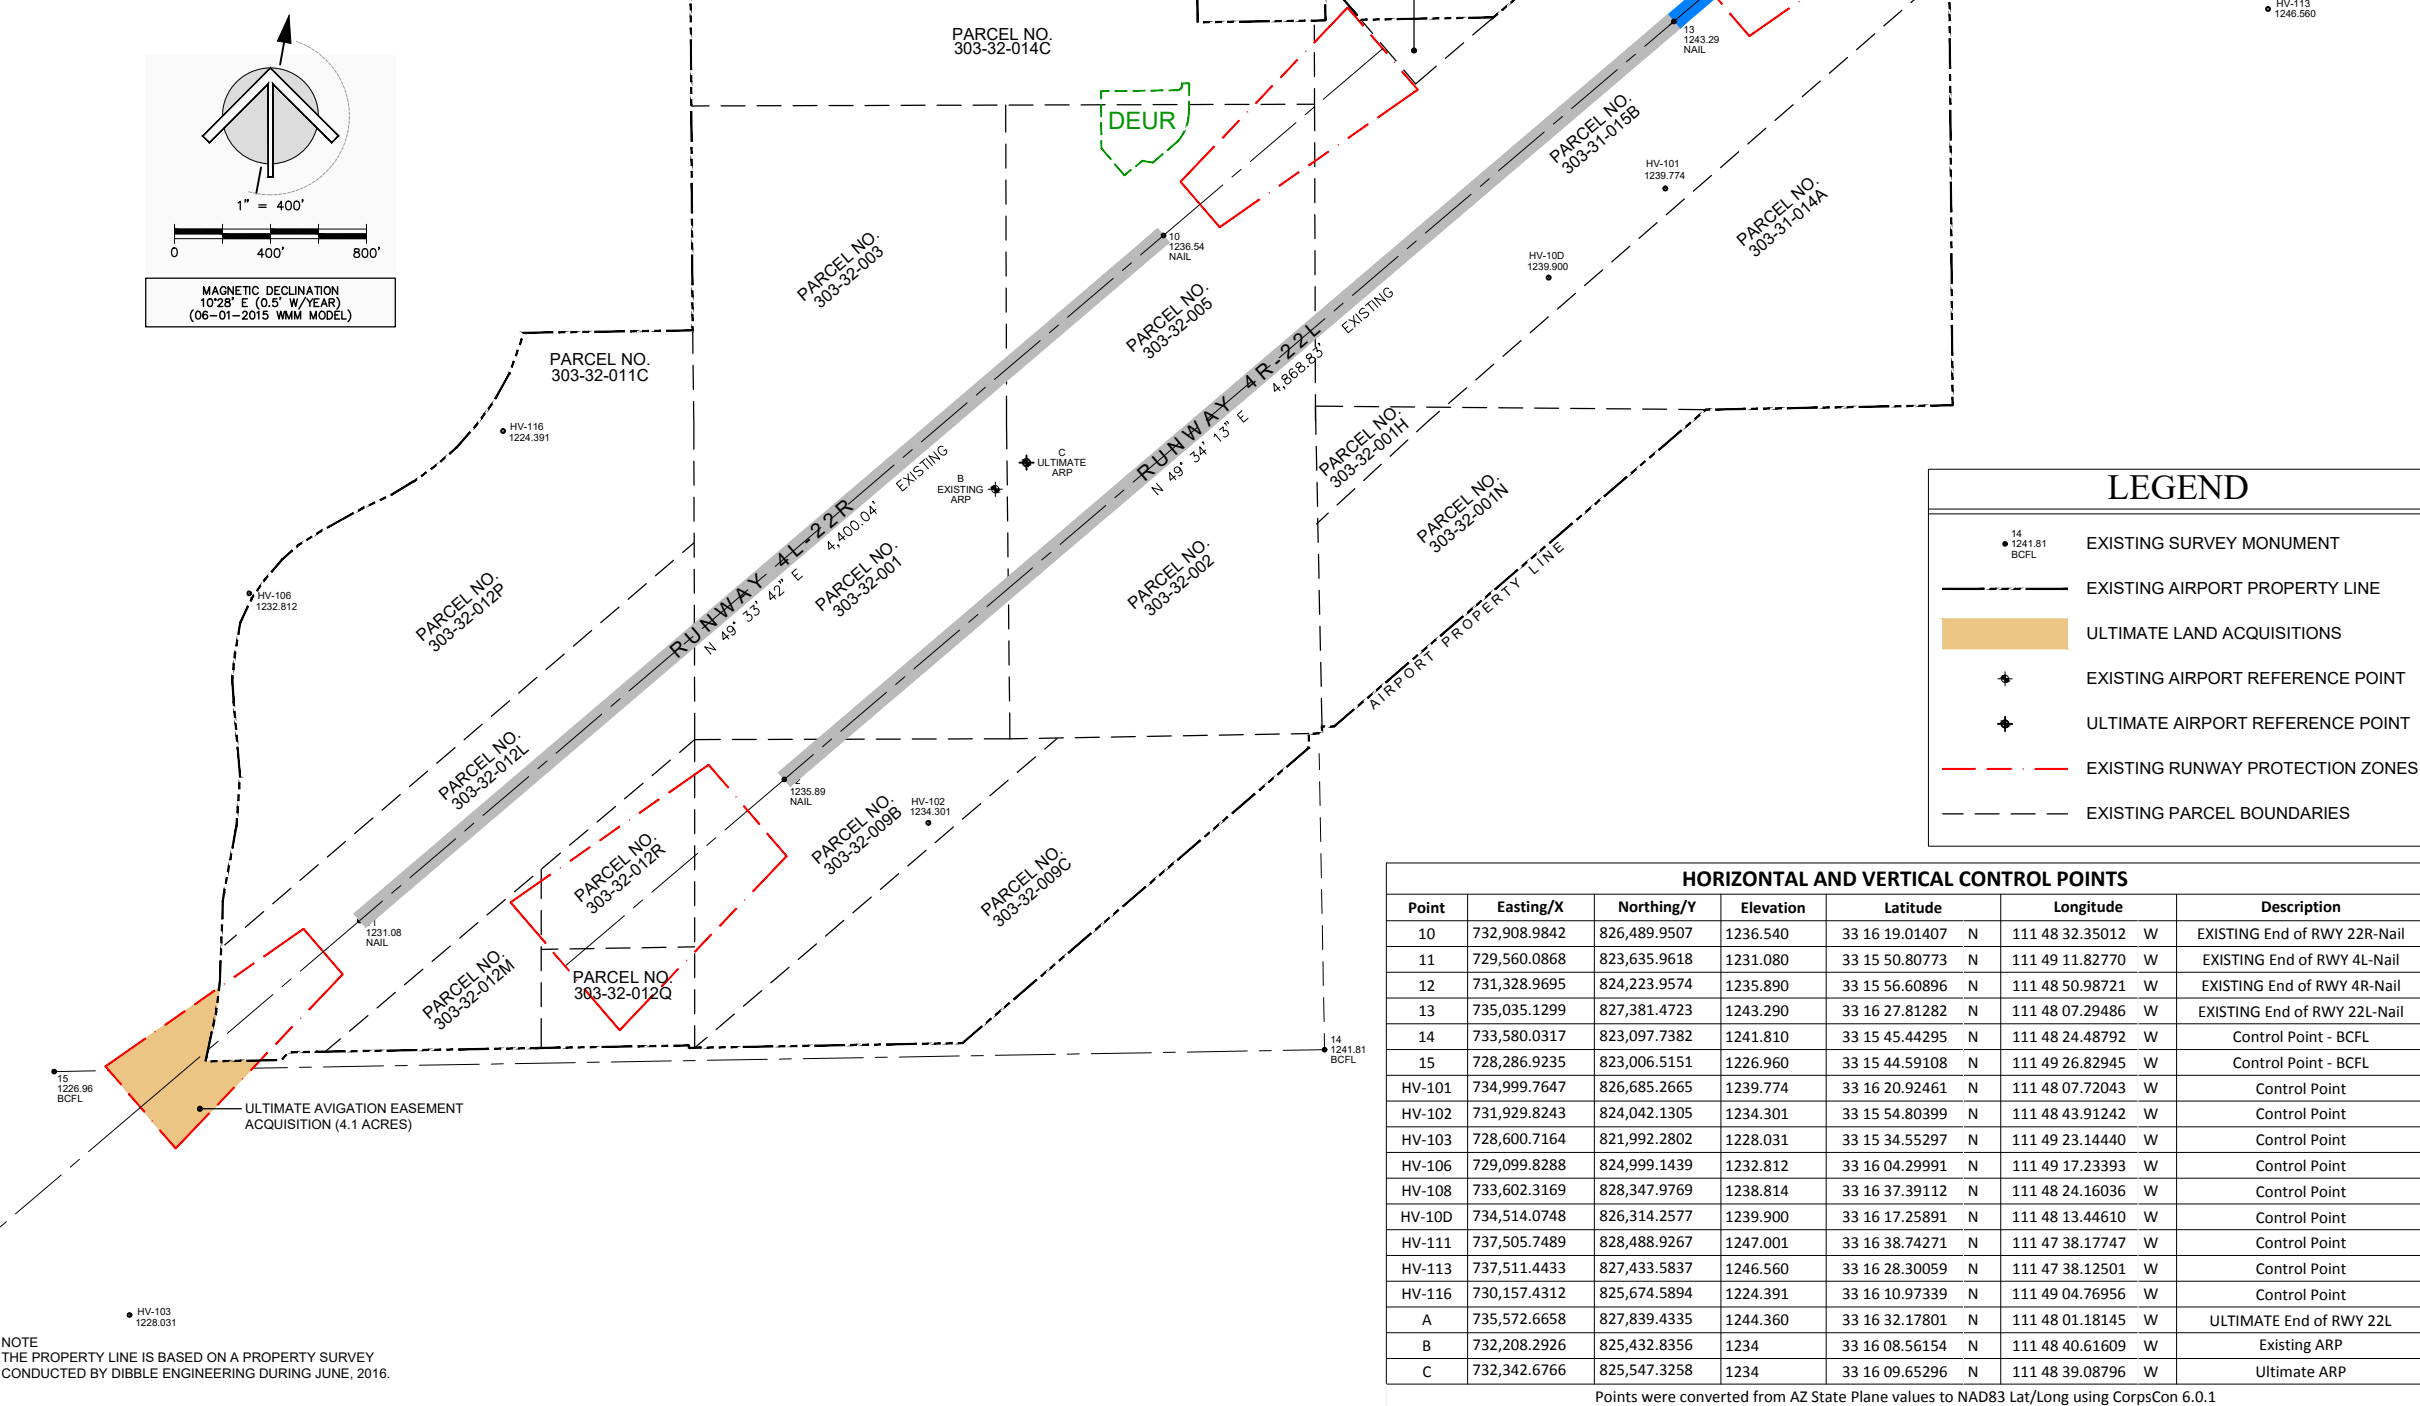 1" = 400'
0 400' 800'
MAGNETIC DECLINATION
10°28' E (0.5' W/YEAR)
(06-01-2015 WMM MODEL)
PARCEL NO.
303-32-014C
DEUR
13
1243.29
NAIL
HV-113
1246.560
PARCEL NO.
303-31-015B
HV-101
1239.774
PARCEL NO.
303-31-014A
HV-10D
1239.900
10
1236.54
NAIL
PARCEL NO.
303-32-003
PARCEL NO.
303-32-005
PARCEL NO.
303-32-011C
HV-116
1224.391
RUNWAY 4R-22L
N 49° 34' 13" E
4,868.83'
EXISTING
PARCEL NO.
303-32-001H
PARCEL NO.
303-32-001N
C
ULTIMATE
ARP
B
EXISTING
ARP
RUNWAY 4L-22R
N 49° 33' 42" E
4,400.04'
EXISTING
PARCEL NO.
303-32-001
PARCEL NO.
303-32-002
HV-106
1232.812
PARCEL NO.
303-32-012P
AIRPORT PROPERTY LINE
PARCEL NO.
303-32-012L
2
1235.89
NAIL
HV-102
1234.301
PARCEL NO.
303-32-009B
PARCEL NO.
303-32-012R
PARCEL NO.
303-32-009C
1
1231.08
NAIL
PARCEL NO.
303-32-012M
PARCEL NO.
303-32-012Q
14
1241.81
BCFL
15
1226.96
BCFL
ULTIMATE AVIGATION EASEMENT
ACQUISITION (4.1 ACRES)
HV-103
1228.031
NOTE
THE PROPERTY LINE IS BASED ON A PROPERTY SURVEY
CONDUCTED BY DIBBLE ENGINEERING DURING JUNE, 2016.
LEGEND
14
1241.81
BCFL
EXISTING SURVEY MONUMENT
EXISTING AIRPORT PROPERTY LINE
ULTIMATE LAND ACQUISITIONS
EXISTING AIRPORT REFERENCE POINT
ULTIMATE AIRPORT REFERENCE POINT
EXISTING RUNWAY PROTECTION ZONES
EXISTING PARCEL BOUNDARIES
HORIZONTAL AND VERTICAL CONTROL POINTS
Point Easting/X Northing/Y Elevation Latitude Longitude Description
10 732,908.9842 826,489.9507 1236.540 33 16 19.01407 N 111 48 32.35012 W EXISTING End of RWY 22R-Nail
11 729,560.0868 823,635.9618 1231.080 33 15 50.80773 N 111 49 11.82770 W EXISTING End of RWY 4L-Nail
12 731,328.9695 824,223.9574 1235.890 33 15 56.60896 N 111 48 50.98721 W EXISTING End of RWY 4R-Nail
13 735,035.1299 827,381.4723 1243.290 33 16 27.81282 N 111 48 07.29486 W EXISTING End of RWY 22L-Nail
14 733,580.0317 823,097.7382 1241.810 33 15 45.44295 N 111 48 24.48792 W Control Point - BCFL
15 728,286.9235 823,006.5151 1226.960 33 15 44.59108 N 111 49 26.82945 W Control Point - BCFL
HV-101 734,999.7647 826,685.2665 1239.774 33 16 20.92461 N 111 48 07.72043 W Control Point
HV-102 731,929.8243 824,042.1305 1234.301 33 15 54.80399 N 111 48 43.91242 W Control Point
HV-103 728,600.7164 821,992.2802 1228.031 33 15 34.55297 N 111 49 23.14440 W Control Point
HV-106 729,099.8288 824,999.1439 1232.812 33 16 04.29991 N 111 49 17.23393 W Control Point
HV-108 733,602.3169 828,347.9769 1238.814 33 16 37.39112 N 111 48 24.16036 W Control Point
HV-10D 734,514.0748 826,314.2577 1239.900 33 16 17.25891 N 111 48 13.44610 W Control Point
HV-111 737,505.7489 828,488.9267 1247.001 33 16 38.74271 N 111 47 38.17747 W Control Point
HV-113 737,511.4433 827,433.5837 1246.560 33 16 28.30059 N 111 47 38.12501 W Control Point
HV-116 730,157.4312 825,674.5894 1224.391 33 16 10.97339 N 111 49 04.76956 W Control Point
A 735,572.6658 827,839.4335 1244.360 33 16 32.17801 N 111 48 01.18145 W ULTIMATE End of RWY 22L
B 732,208.2926 825,432.8356 1234 33 16 08.56154 N 111 48 40.61609 W Existing ARP
C 732,342.6766 825,547.3258 1234 33 16 09.65296 N 111 48 39.08796 W Ultimate ARP
Points were converted from AZ State Plane values to NAD83 Lat/Long using CorpsCon 6.0.1